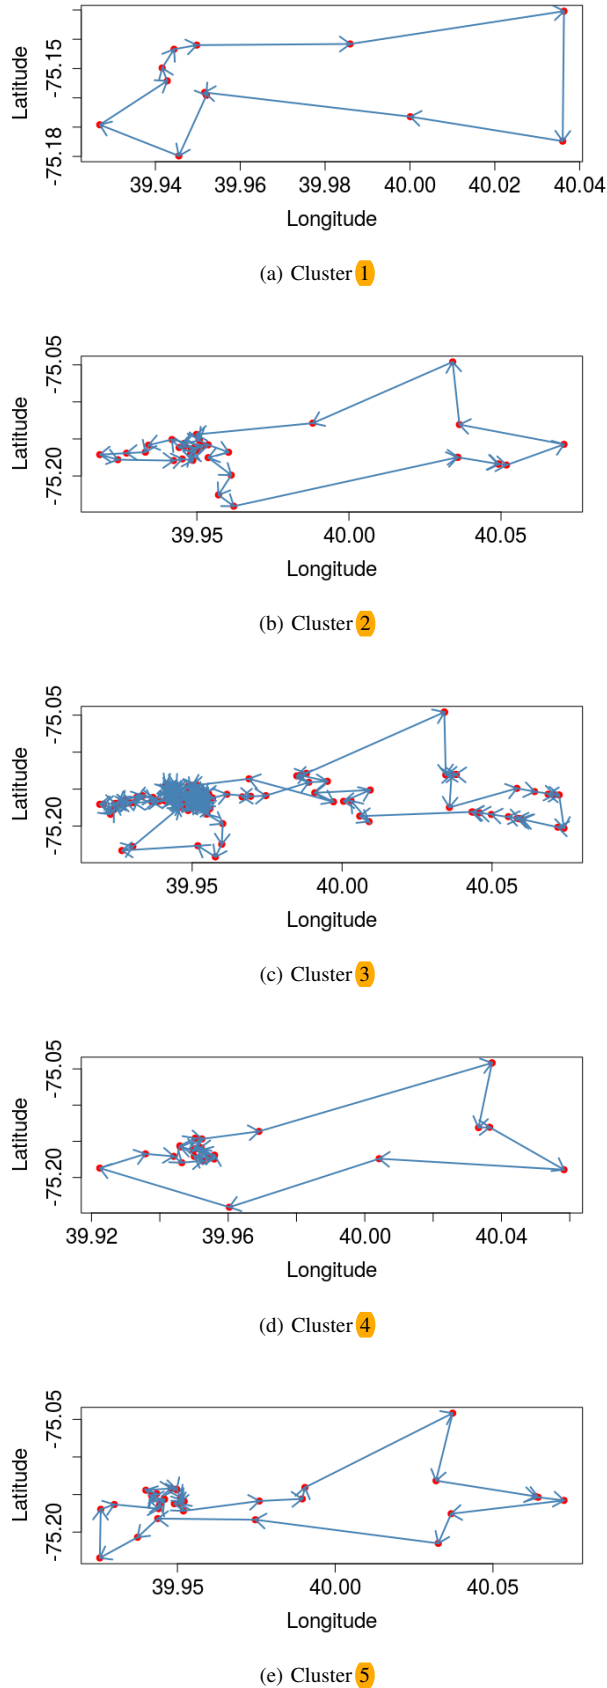 Latitude
-75.15
-75.18
39.94 39.96 39.98 40.00 40.02 40.04
Longitude
(a) Cluster 1
Latitude
-75.05
-75.20
39.95 40.00 40.05
Longitude
(b) Cluster 2
Latitude
-75.05
-75.20
39.95 40.00 40.05
Longitude
(c) Cluster 3
Latitude
-75.05
-75.20
39.92 39.96 40.00 40.04
Longitude
(d) Cluster 4
Latitude
-75.05
-75.20
39.95 40.00 40.05
Longitude
(e) Cluster 5